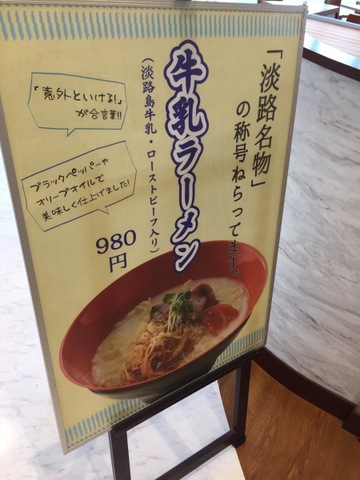 「淡路名物」
の称号ねらってます。
牛乳ラーメン
（淡路島牛乳・ローストビーフ入り）
「意外といける！」
が合言葉!!
ブラックペッパーや
オリーブオイルで
美味しく仕上げました！
980
円